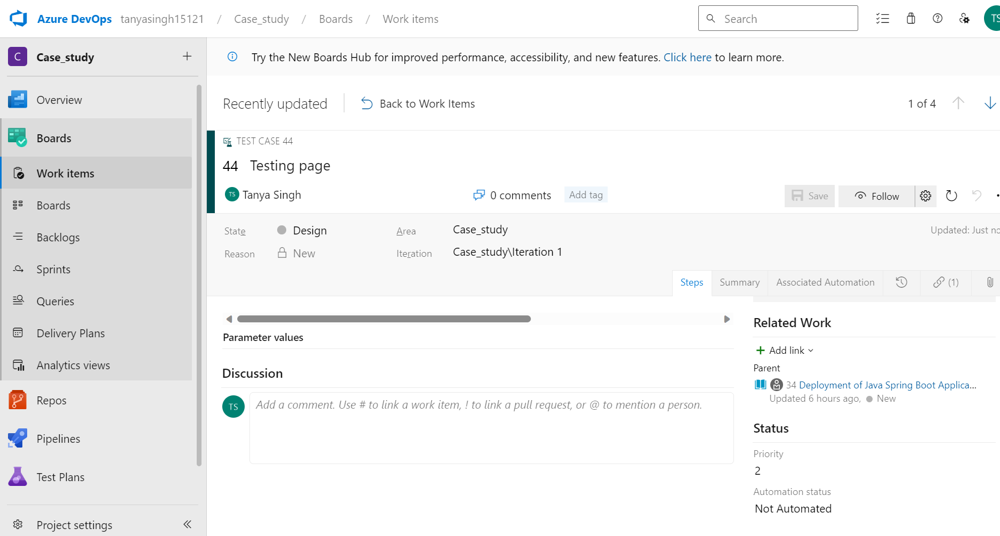 Azure DevOps tanyasingh15121 / Case_study / Boards / Work items Search TS
C Case_study +
Try the New Boards Hub for improved performance, accessibility, and new features. Click here to learn more.
Overview
Recently updated Back to Work Items 1 of 4
Boards
TEST CASE 44
44 Testing page
Work items
TS Tanya Singh 0 comments Add tag Save Follow
Boards
State Design Area Case_study Updated: Just
Backlogs
Reason New Iteration Case_study\Iteration 1
Sprints
Steps Summary Associated Automation (1)
Queries
Related Work
Delivery Plans
Parameter values
+ Add link
Analytics views
Parent
Discussion
34 Deployment of Java Spring Boot Applica...
Updated 6 hours ago, New
Repos
TS Add a comment. Use # to link a work item, ! to link a pull request, or @ to mention a person.
Status
Pipelines
Priority
2
Test Plans
Automation status
Not Automated
Project settings